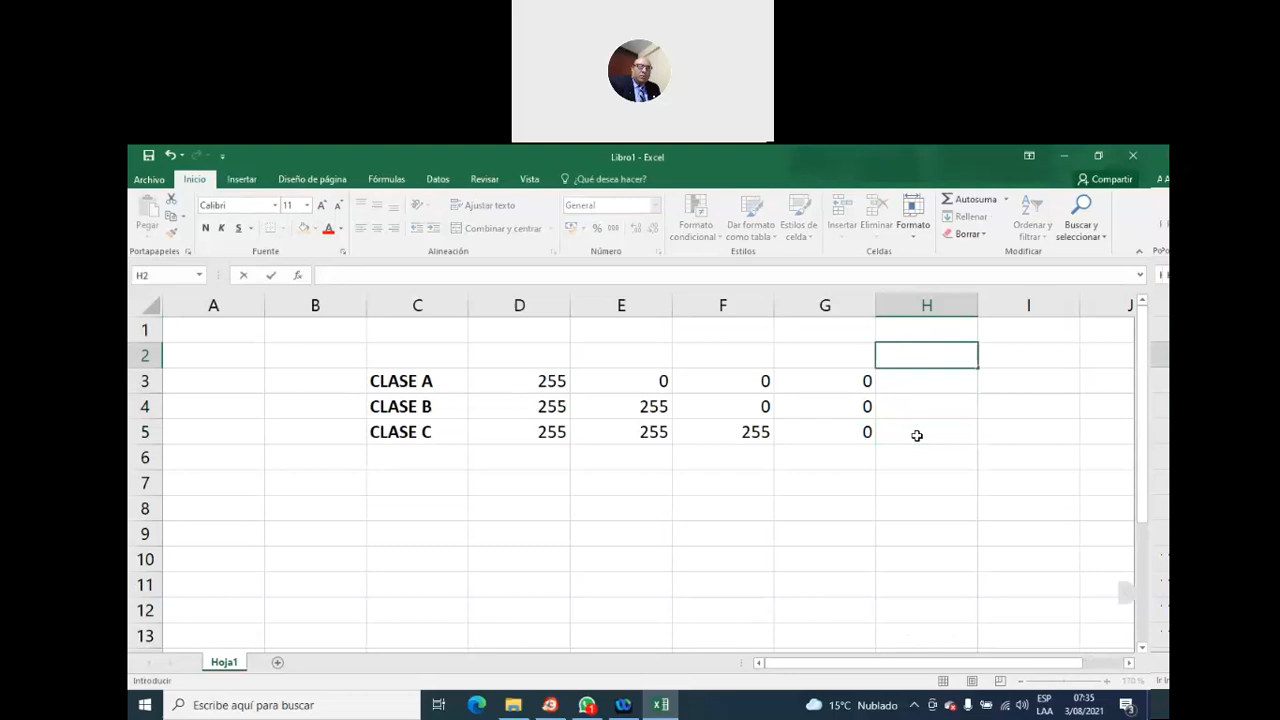 Libro1 - Excel
Archivo Inicio Insertar Diseño de página Fórmulas Datos Revisar Vista ¿Qué desea hacer? Compartir A A
Pegar
Calibri 11
N K S
Ajustar texto
Combinar y centrar
General
% 000
Formato condicional
Dar formato como tabla
Estilos de celda
Insertar Eliminar Formato
Autosuma
Rellenar
Borrar
Ordenar y filtrar
Buscar y seleccionar
Portapapeles Fuente Alineación Número Estilos Celdas Modificar
H2 fx
A B C D E F G H I J
1
2
3 CLASE A 255 0 0 0
4 CLASE B 255 255 0 0
5 CLASE C 255 255 255 0
6
7
8
9
10
11
12
13
Hoja1
Introducir 170 %
Escribe aquí para buscar 1 15°C Nublado ESP LAA 07:35 3/08/2021 3